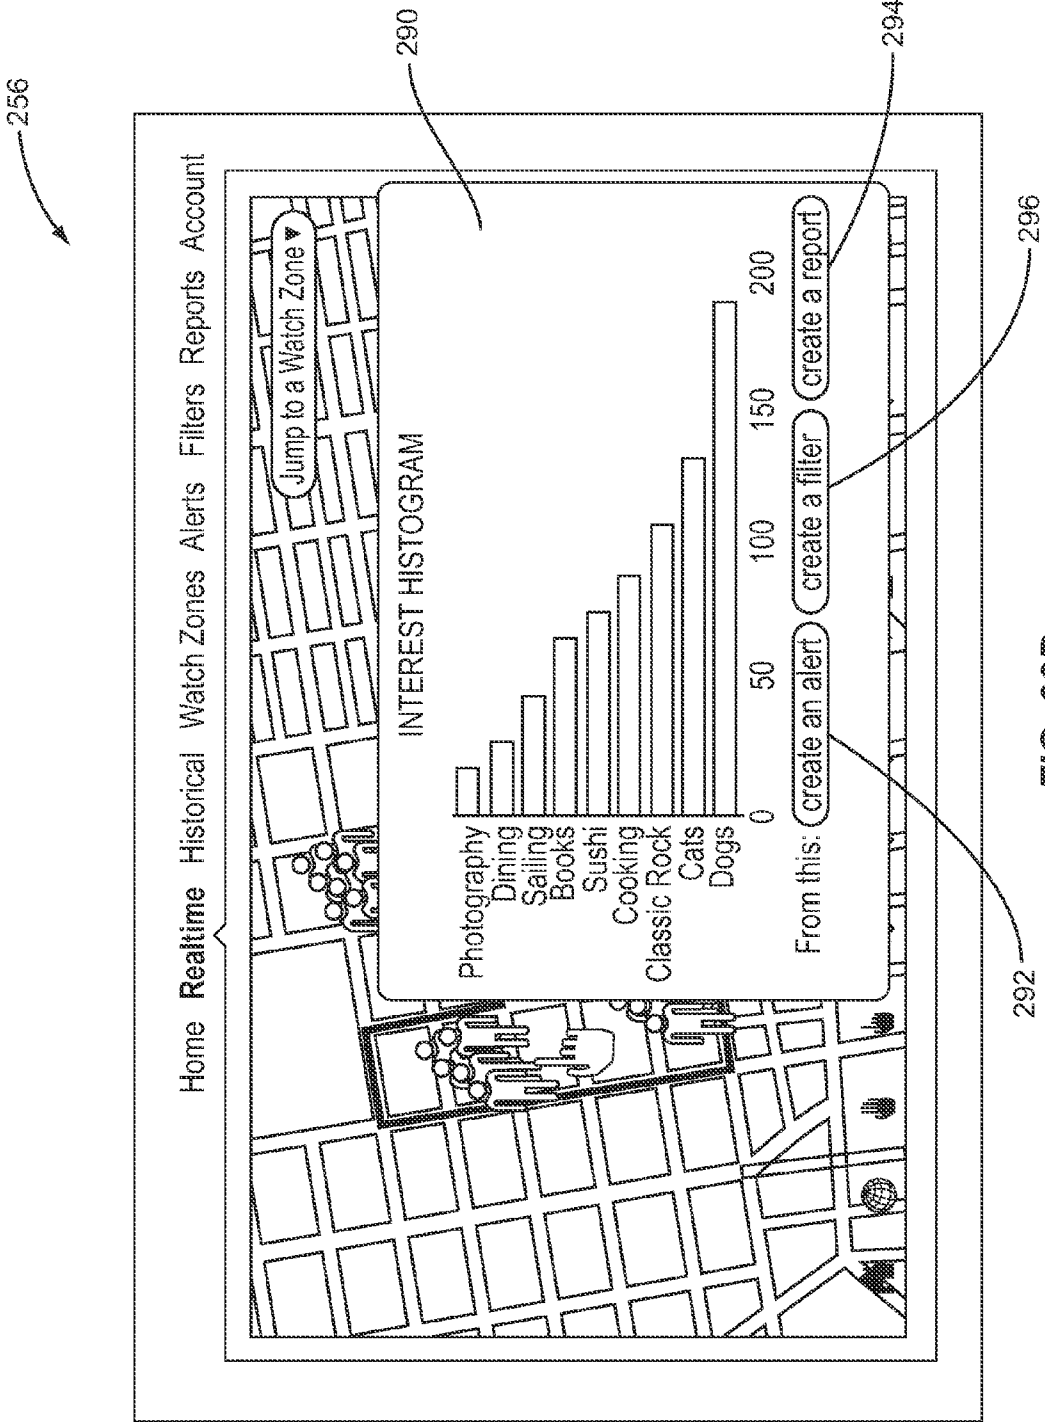 256
Home Realtime Historical Watch Zones Alerts Filters Reports Account
Jump to a Watch Zone ▼
290
INTEREST HISTOGRAM
Photography
Dining
Sailing
Books
Sushi
Cooking
Classic Rock
Cats
Dogs
0 50 100 150 200
From this: create an alert create a filter create a report
292
296
294